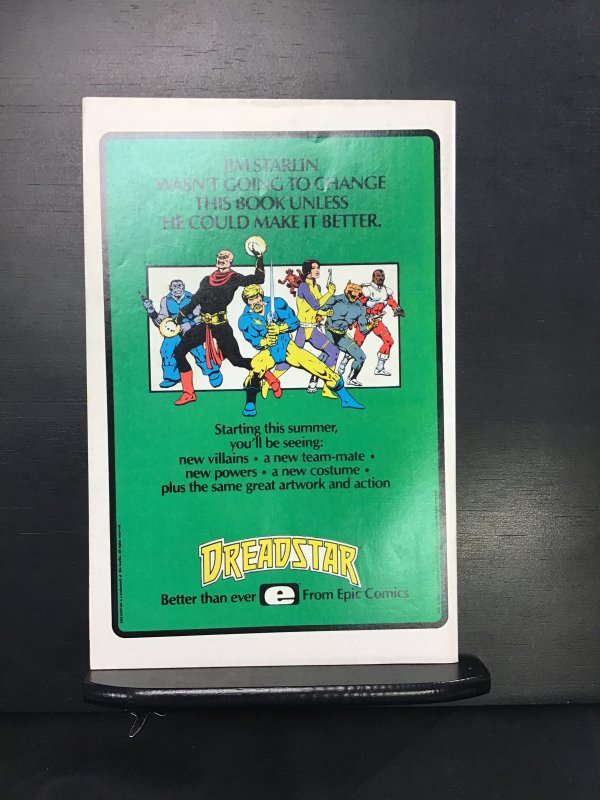 JIM STARLIN
WASN'T GOING TO CHANGE
THIS BOOK UNLESS
HE COULD MAKE IT BETTER.
Starting this summer,
you'll be seeing:
new villains • a new team-mate •
new powers • a new costume •
plus the same great artwork and action
DREADSTAR
Better than ever e From Epic Comics